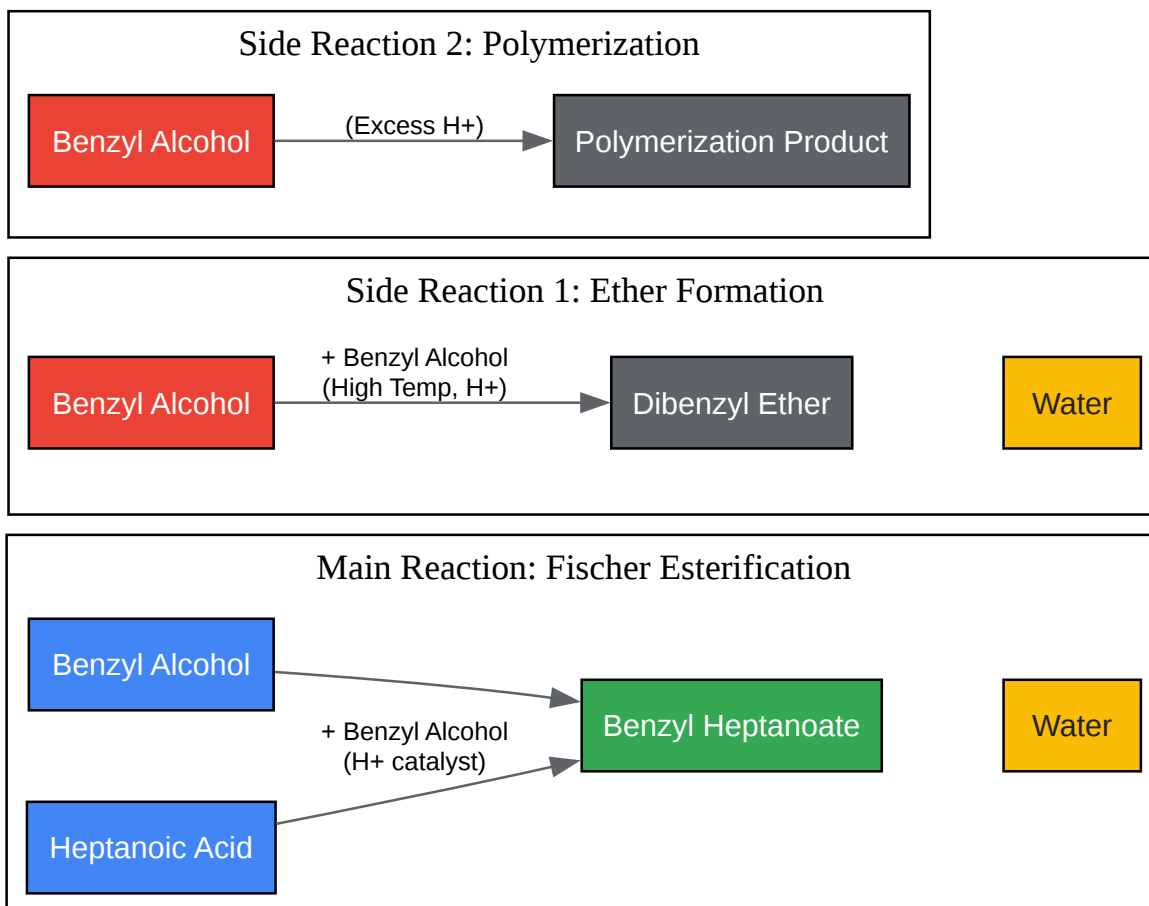 Side Reaction 2: Polymerization
Benzyl Alcohol
(Excess H+)
Polymerization Product
Side Reaction 1: Ether Formation
Benzyl Alcohol
+ Benzyl Alcohol
(High Temp, H+)
Dibenzyl Ether
Water
Main Reaction: Fischer Esterification
Benzyl Alcohol
+ Benzyl Alcohol
(H+ catalyst)
Benzyl Heptanoate
Water
Heptanoic Acid